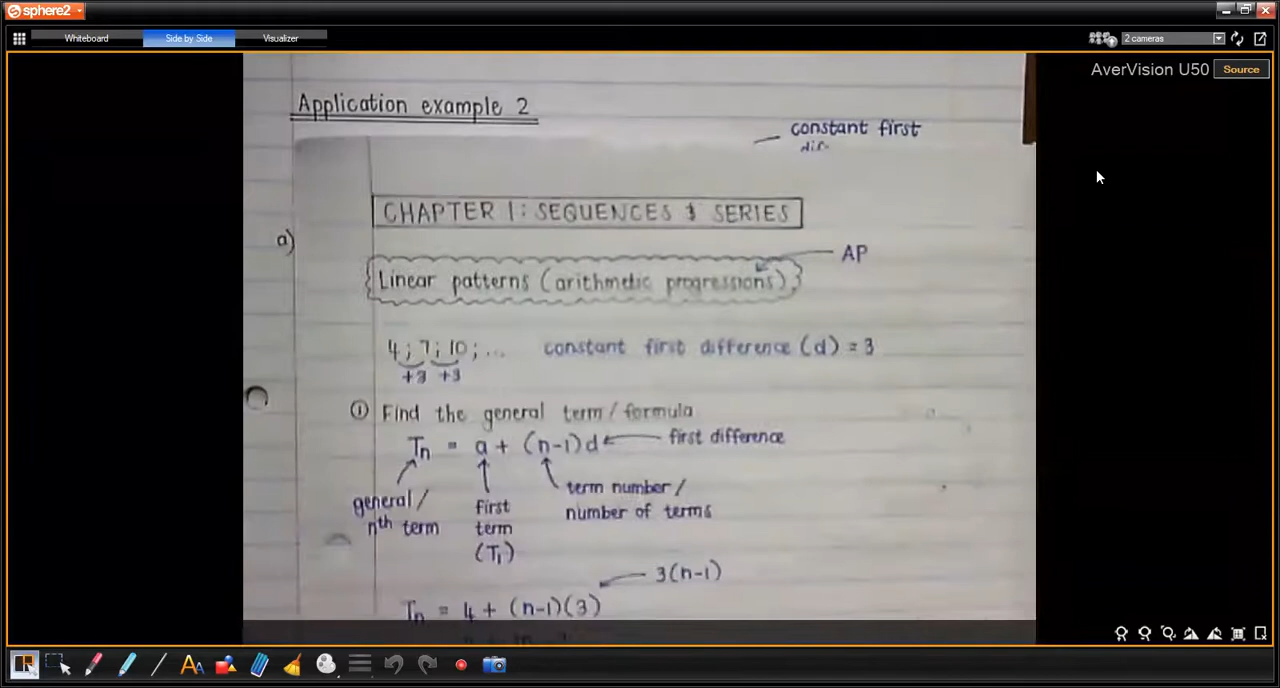 sphere2
Whiteboard Side by Side Visualizer
2 cameras
AverVision U50 Source
Application example 2
constant first
CHAPTER 1: SEQUENCES & SERIES
a)
AP
Linear patterns (arithmetic progressions)
4 ; 7 ; 10 ; ... constant first difference (d) = 3
+3 +3
① Find the general term / formula
Tn = a + (n-1)d first difference
general /
nth term
first
term
(T1)
term number /
number of terms
3(n-1)
Tn = 4 + (n-1)(3)